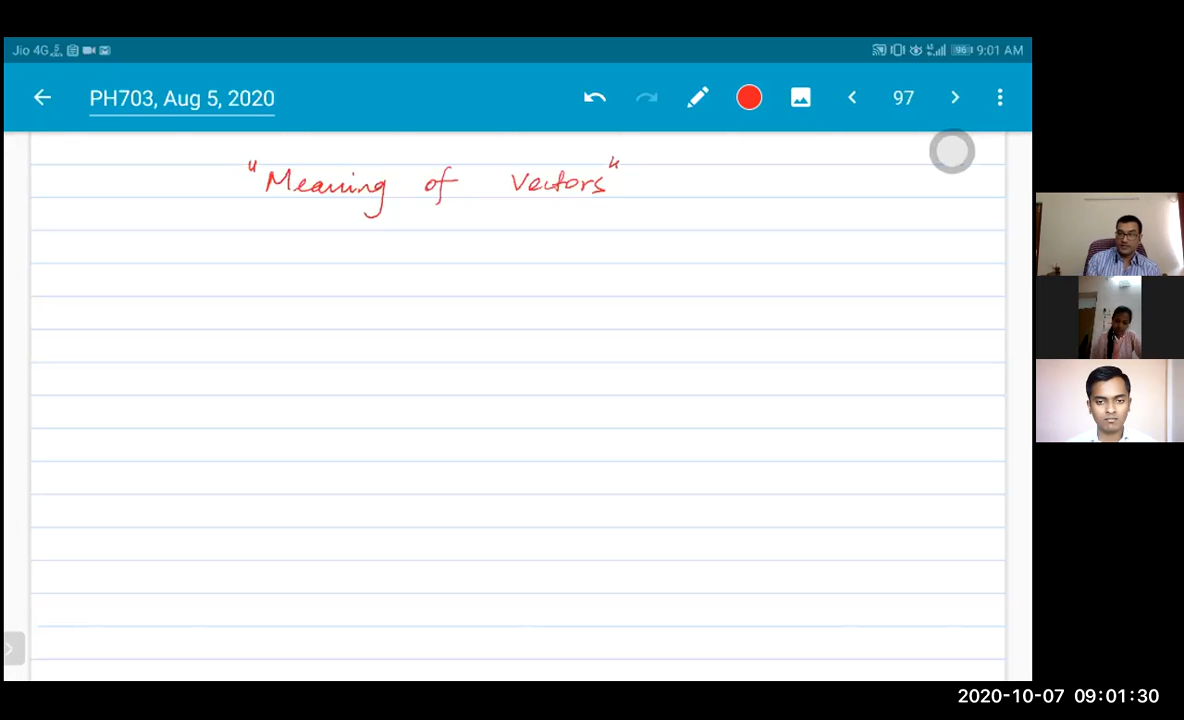 Jio 4G 9:01 AM
96
PH703, Aug 5, 2020
97
"Meaning of Vectors"
2020-10-07 09:01:30